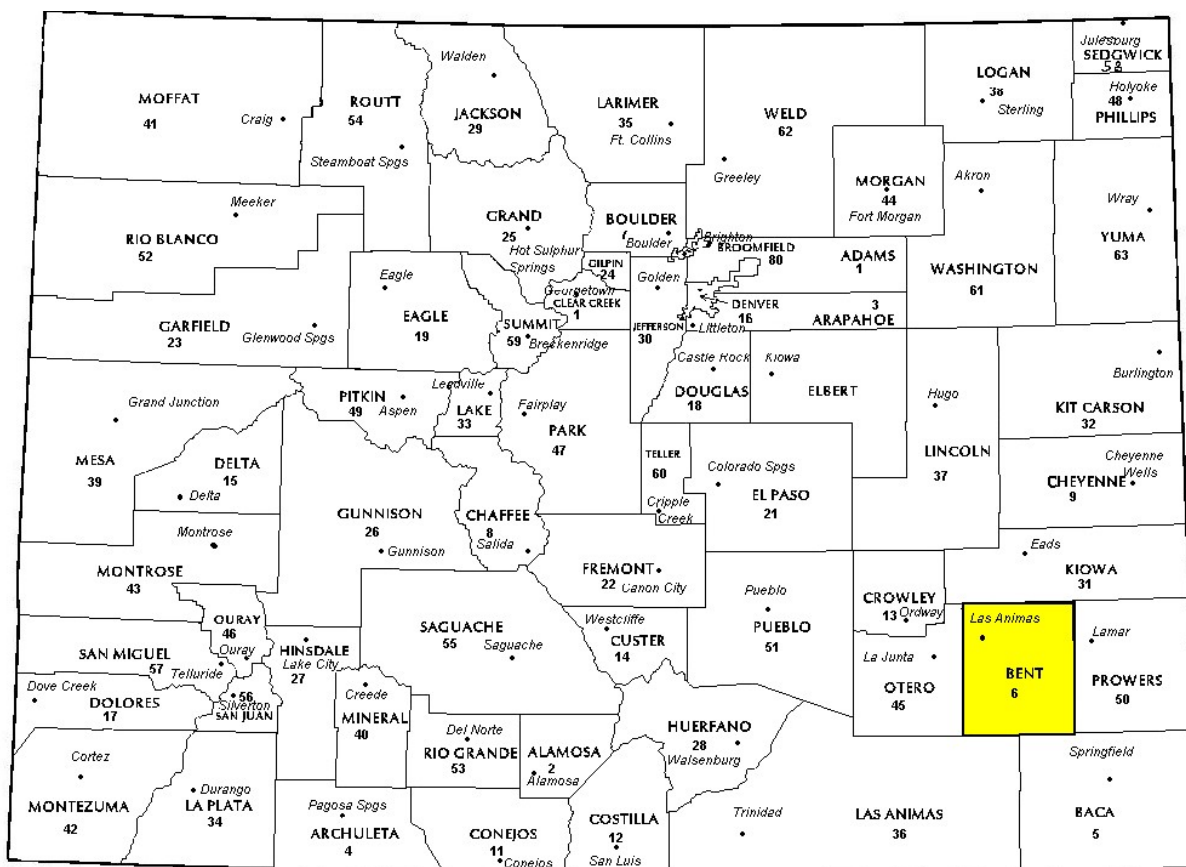 MOFFAT
41
Craig
ROUTT
54
Steamboat Spgs
Walden
JACKSON
29
LARIMER
35
Ft. Collins
WELD
62
Greeley
LOGAN
38
Sterling
Julesburg
SEDGWICK
58
Holyoke
48
PHILLIPS
MORGAN
44
Fort Morgan
Akron
WASHINGTON
61
Wray
YUMA
63
Meeker
RIO BLANCO
52
GRAND
25
Hot Sulphur
Springs
BOULDER
Boulder
Brighton
BROOMFIELD
80
ADAMS
1
GILPIN
24
Georgetown
CLEAR CREEK
1
Golden
JEFFERSON
30
DENVER
16
Littleton
3
ARAPAHOE
Eagle
EAGLE
19
SUMMIT
59
Breckenridge
GARFIELD
23
Glenwood Spgs
Castle Rock
DOUGLAS
18
Kiowa
ELBERT
Hugo
LINCOLN
37
Burlington
KIT CARSON
32
Grand Junction
MESA
39
PITKIN
49
Aspen
Leadville
LAKE
33
Fairplay
PARK
47
TELLER
60
Cripple
Creek
Colorado Spgs
EL PASO
21
Cheyenne
Wells
CHEYENNE
9
DELTA
15
Delta
GUNNISON
26
Gunnison
CHAFFEE
8
Salida
Montrose
MONTROSE
43
FREMONT
22
Canon City
Eads
KIOWA
31
CROWLEY
13
Ordway
Pueblo
PUEBLO
51
OURAY
46
Ouray
HINSDALE
Lake City
27
SAGUACHE
55
Saguache
Westcliffe
CUSTER
14
Las Animas
BENT
6
Lamar
PROWERS
50
La Junta
OTERO
45
SAN MIGUEL
57
Telluride
Dove Creek
DOLORES
17
56
Silverton
SAN JUAN
Creede
MINERAL
40
Del Norte
RIO GRANDE
53
ALAMOSA
2
Alamosa
HUERFANO
28
Walsenburg
Springfield
BACA
5
Cortez
MONTEZUMA
42
Durango
LA PLATA
34
Pagosa Spgs
ARCHULETA
4
CONEJOS
11
Conejos
COSTILLA
12
San Luis
Trinidad
LAS ANIMAS
36